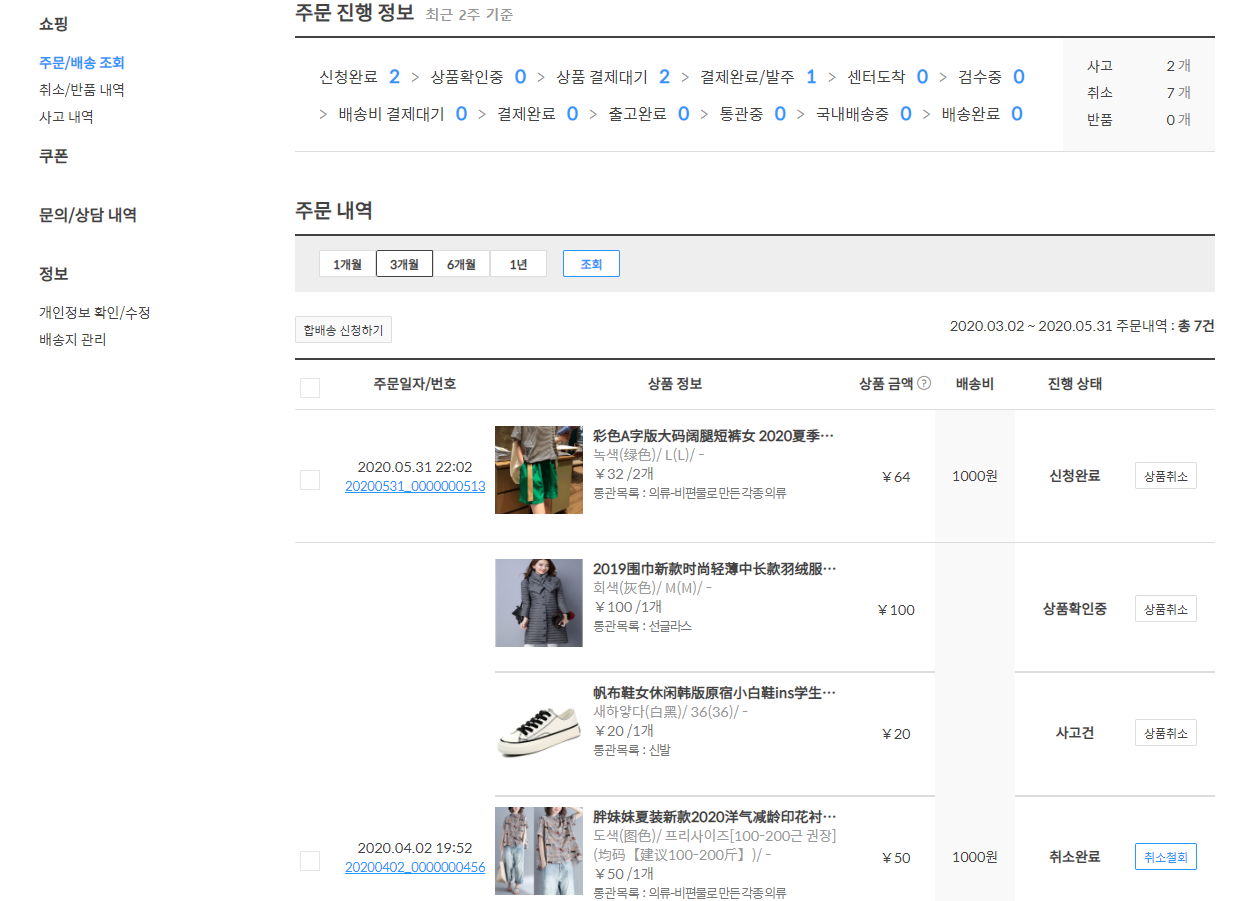 쇼핑
주문/배송 조회
취소/반품 내역
사고 내역
쿠폰
문의/상담 내역
정보
개인정보 확인/수정
배송지 관리
주문 진행 정보 최근 2주 기준
신청완료 2 > 상품확인중 0 > 상품 결제대기 2 > 결제완료/발주 1 > 센터도착 0 > 검수중 0
> 배송비 결제대기 0 > 결제완료 0 > 출고완료 0 > 통관중 0 > 국내배송중 0 > 배송완료 0
사고 2 개
취소 7 개
반품 0 개
주문 내역
1개월 3개월 6개월 1년 조회
합배송 신청하기
2020.03.02 ~ 2020.05.31 주문내역 : 총 7건
주문일자/번호 상품 정보 상품 금액 ? 배송비 진행 상태
2020.05.31 22:02
20200531_0000000513
彩色A字版大码阔腿短裤女 2020夏季…
녹색(绿色)/ L(L)/ -
￥32 /2개
통관목록 : 의류-비편물로만든각종의류
￥64 1000원 신청완료 상품취소
2019围巾新款时尚轻薄中长款羽绒服…
회색(灰色)/ M(M)/ -
￥100 /1개
통관목록 : 선글라스
￥100 상품확인중 상품취소
帆布鞋女休闲韩版原宿小白鞋ins学生…
새하얗다(白黑)/ 36(36)/ -
￥20 /1개
통관목록 : 신발
￥20 사고건 상품취소
2020.04.02 19:52
20200402_0000000456
胖妹妹夏装新款2020洋气减龄印花衬…
도색(图色)/ 프리사이즈[100-200근 권장]
(均码【建议100-200斤】)/ -
￥50 /1개
통관목록 : 의류-비편물로만든각종의류
￥50 1000원 취소완료 취소철회